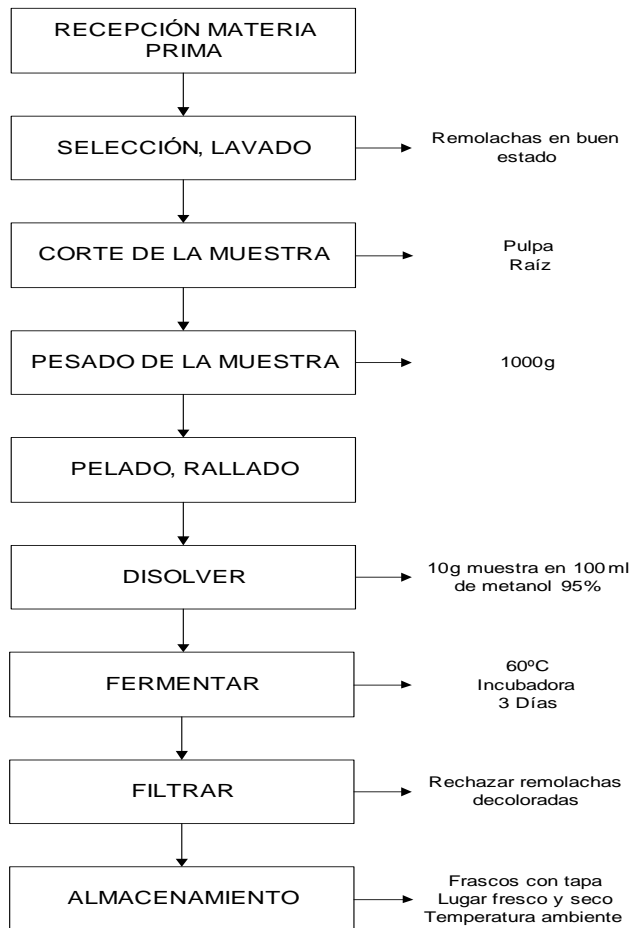 RECEPCIÓN MATERIA
PRIMA
SELECCIÓN, LAVADO
Remolachas en buen
estado
CORTE DE LA MUESTRA
Pulpa
Raíz
PESADO DE LA MUESTRA
1000g
PELADO, RALLADO
DISOLVER
10g muestra en 100ml
de metanol 95%
FERMENTAR
60ºC
Incubadora
3 Días
FILTRAR
Rechazar remolachas
decoloradas
ALMACENAMIENTO
Frascos con tapa
Lugar fresco y seco
Temperatura ambiente